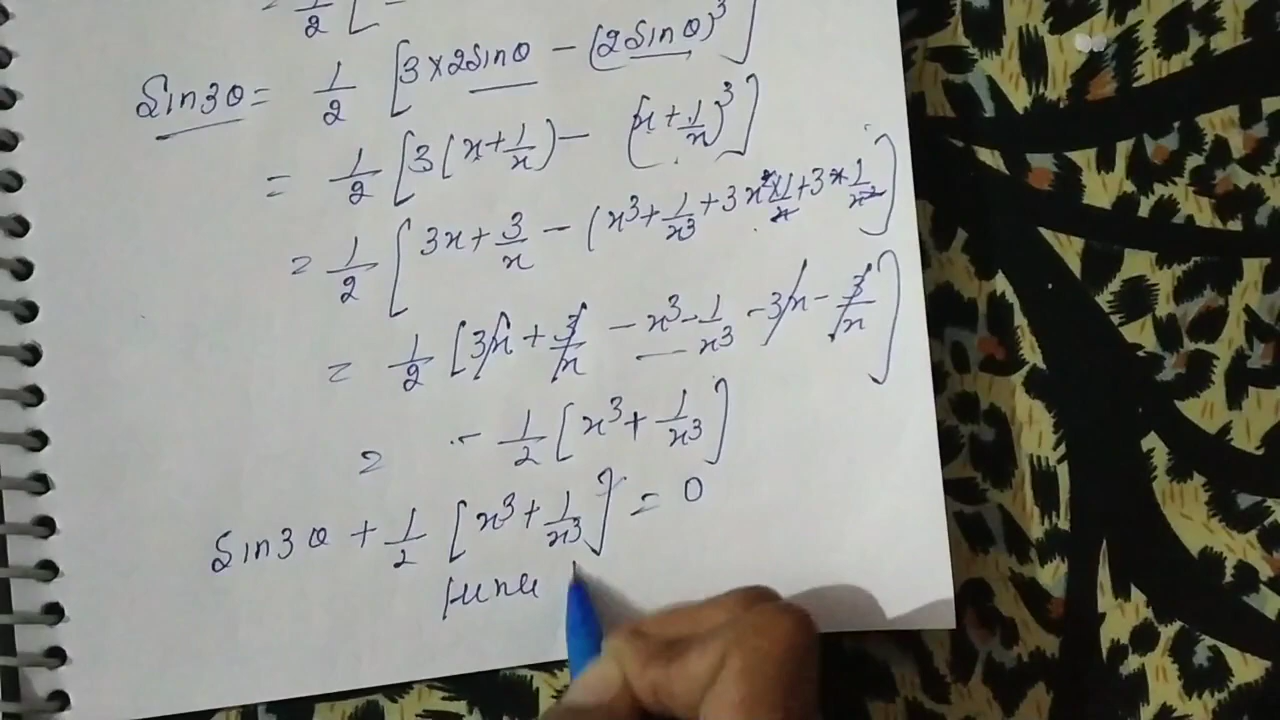 = 1/2 [
Sin3θ = 1/2 [3×2Sinθ − (2Sinθ)³]
= 1/2 [3(x+1/x) − (x+1/x)³]
= 1/2 [3x + 3/x − (x³ + 1/x³ + 3x²×1/x + 3x×1/x²)]
= 1/2 [3x + 3/x − x³ − 1/x³ − 3x − 3/x]
= − 1/2 [x³ + 1/x³]
Sin3θ + 1/2 [x³ + 1/x³] = 0